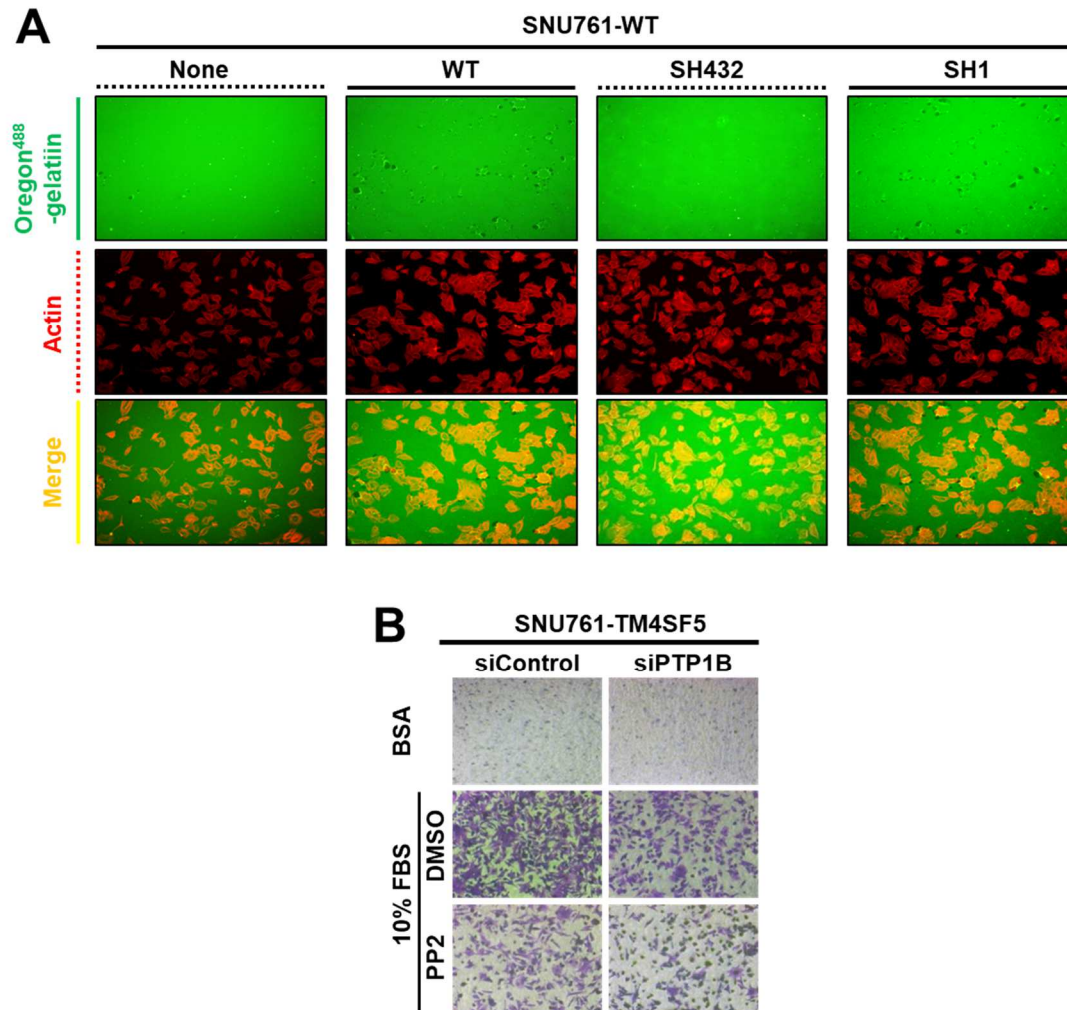 A
SNU761-WT
None WT SH432 SH1
Oregon488
-gelatiin
Actin
Merge
B
SNU761-TM4SF5
siControl siPTP1B
BSA
10% FBS
DMSO
PP2